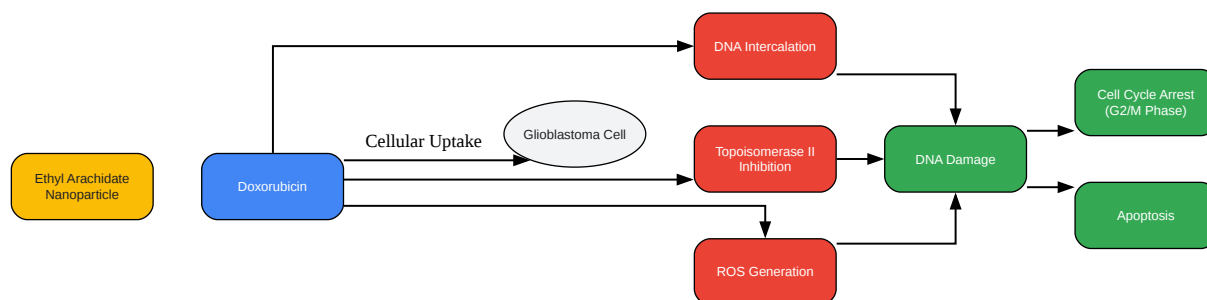 Ethyl Arachidate
Nanoparticle
Doxorubicin
Cellular Uptake
Glioblastoma Cell
DNA Intercalation
Topoisomerase II
Inhibition
ROS Generation
DNA Damage
Cell Cycle Arrest
(G2/M Phase)
Apoptosis